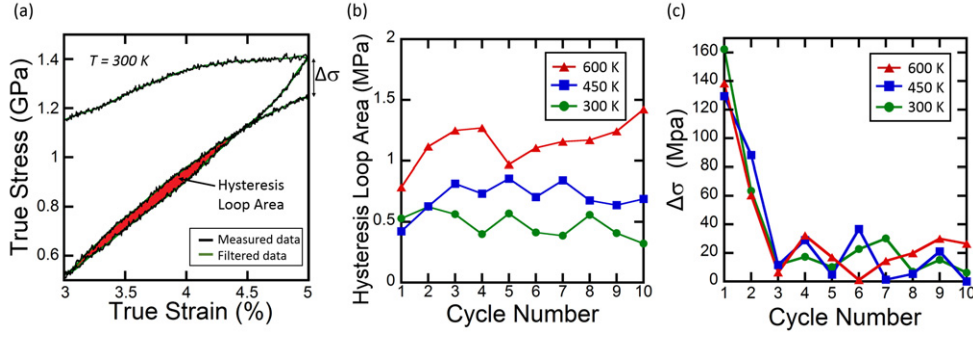 (a)
T = 300 K
Δσ
Hysteresis
Loop Area
Measured data
Filtered data
1.4
1.2
1.0
0.8
0.6
3
3.5
4
4.5
5
True Stress (GPa)
True Strain (%)
(b)
600 K
450 K
300 K
2
1.5
1
0.5
0
1 2 3 4 5 6 7 8 9 10
Hysteresis Loop Area (MPa)
Cycle Number
(c)
600 K
450 K
300 K
160
140
120
100
80
60
40
20
0
1 2 3 4 5 6 7 8 9 10
Δσ (Mpa)
Cycle Number